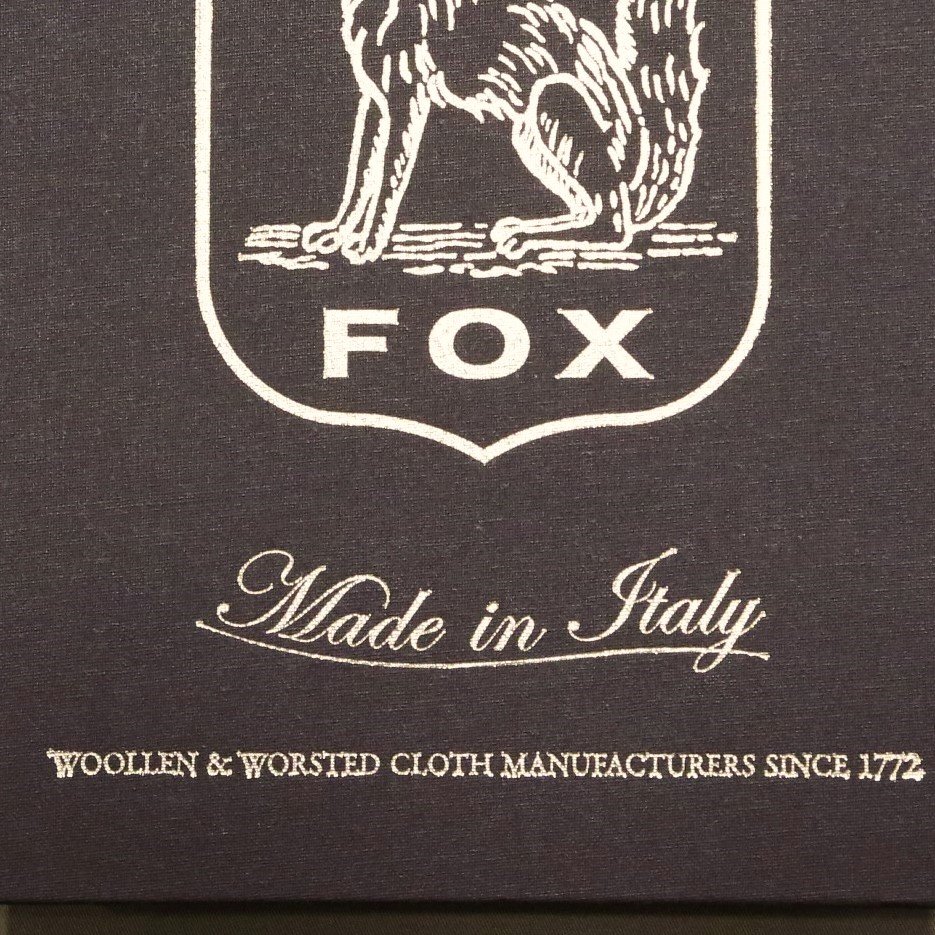 FOX
Made in Italy
WOOLLEN & WORSTED CLOTH MANUFACTURERS SINCE 1772